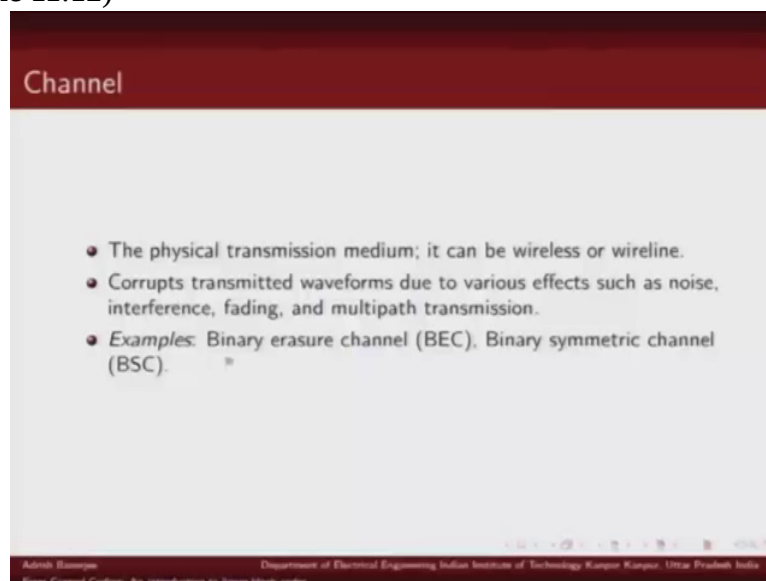 Channel
The physical transmission medium; it can be wireless or wireline.
Corrupts transmitted waveforms due to various effects such as noise,
interference, fading, and multipath transmission.
Examples: Binary erasure channel (BEC), Binary symmetric channel
(BSC).
Adrish Banerjee
Department of Electrical Engineering Indian Institute of Technology Kanpur Kanpur, Uttar Pradesh India